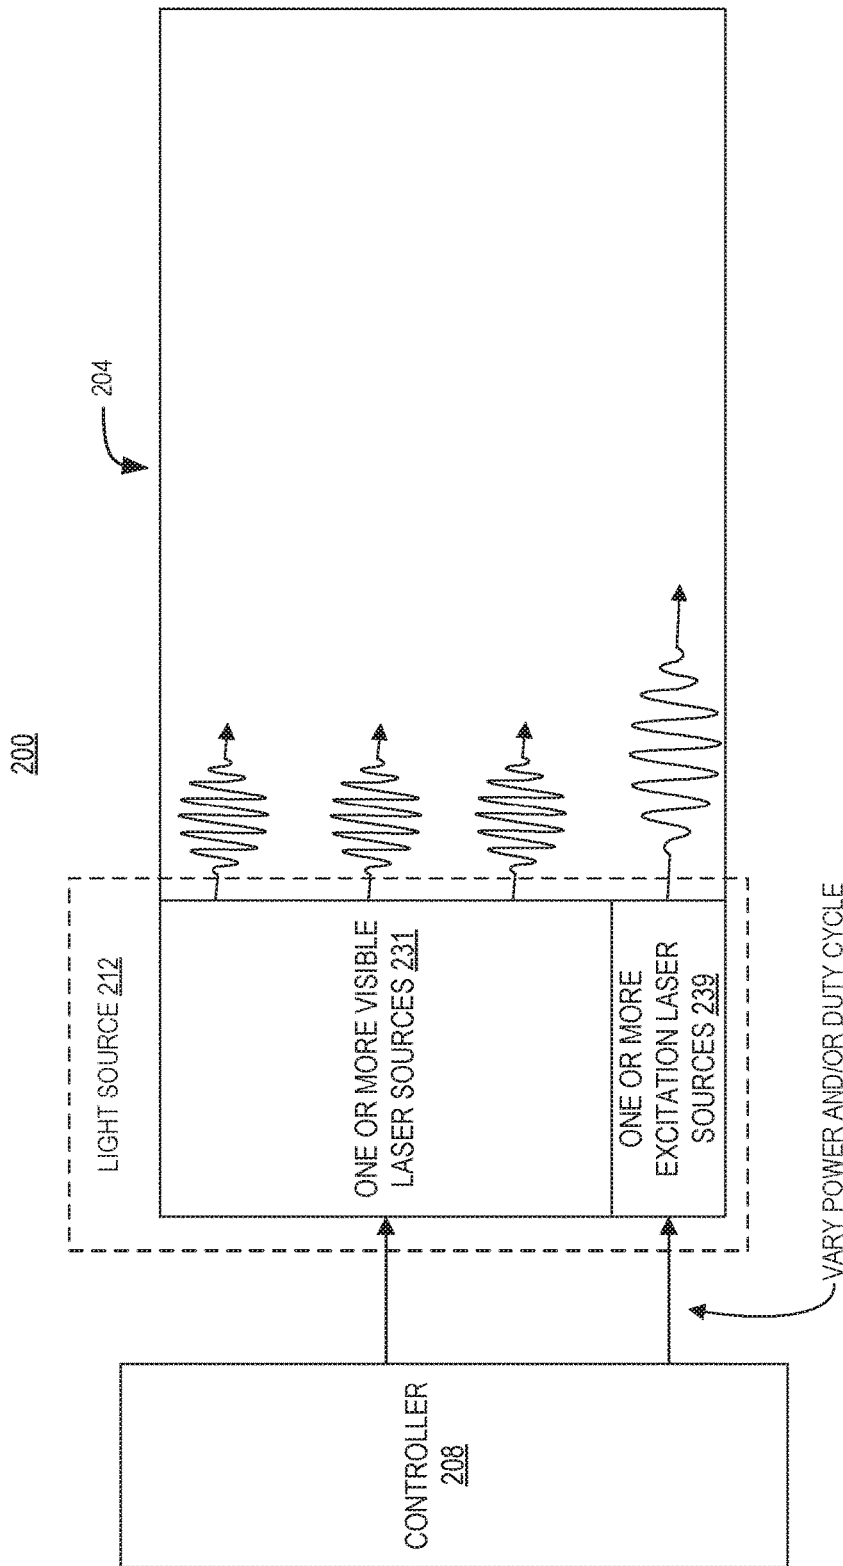 200
204
LIGHT SOURCE 212
ONE OR MORE VISIBLE
LASER SOURCES 231
ONE OR MORE
EXCITATION LASER
SOURCES 239
CONTROLLER
208
VARY POWER AND/OR DUTY CYCLE